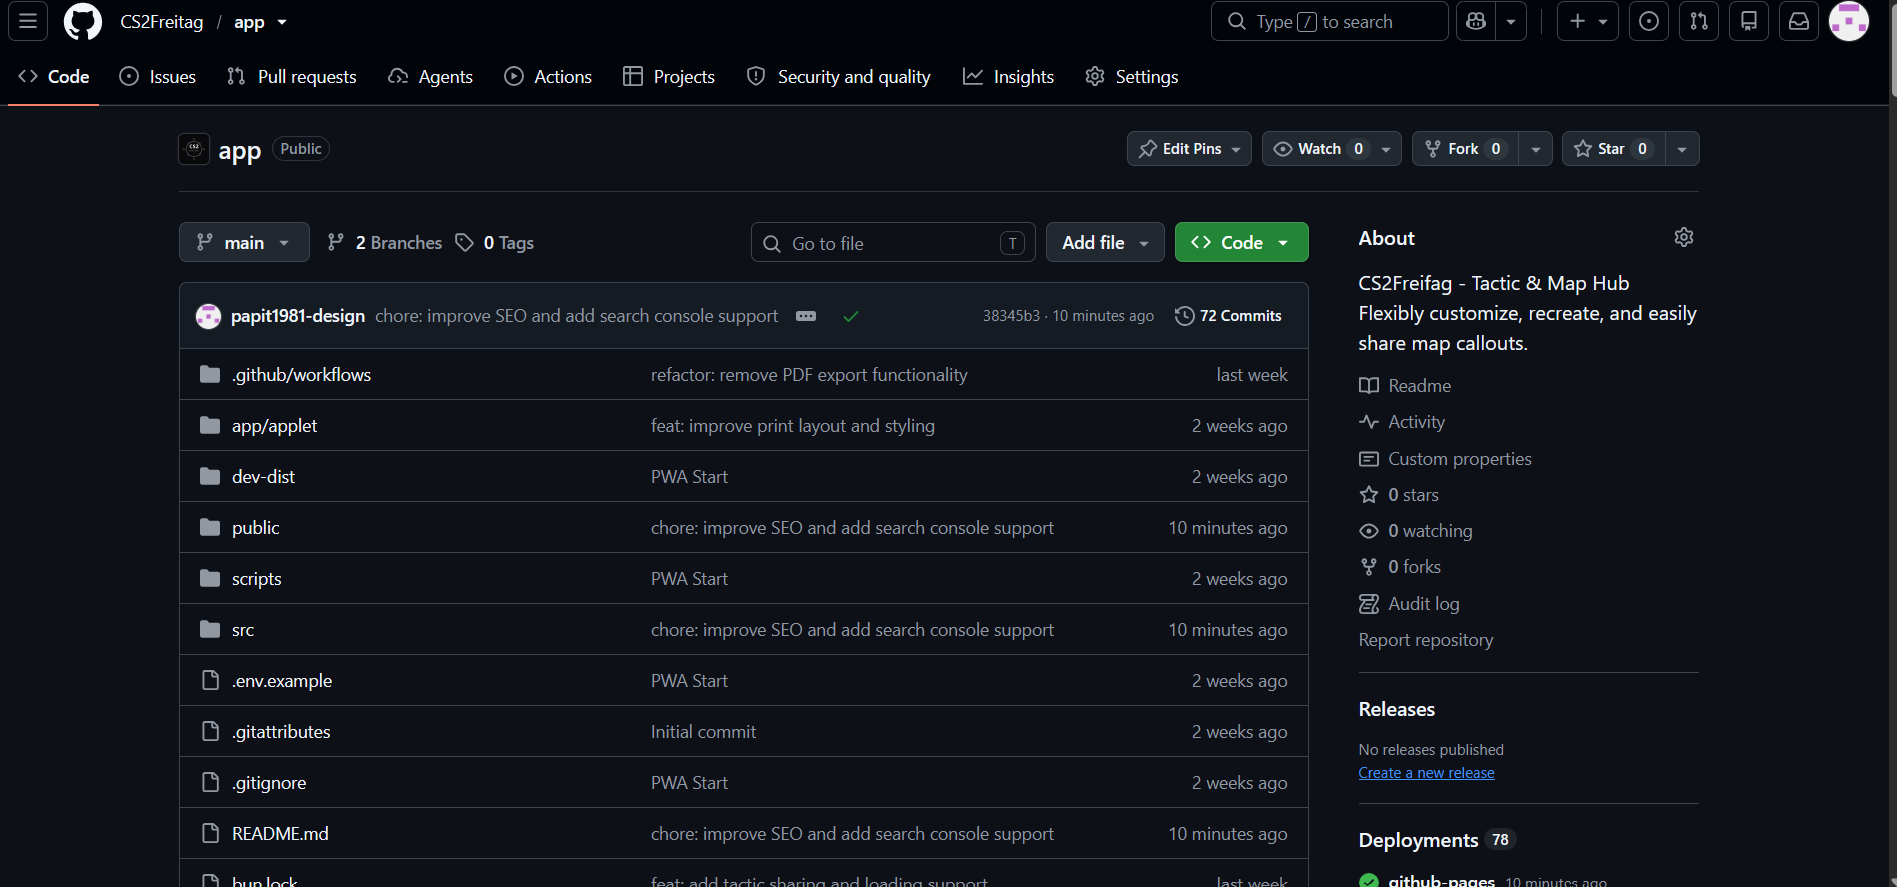 CS2Freitag / app
Type / to search
Code Issues Pull requests Agents Actions Projects Security and quality Insights Settings
CS2 app Public
Edit Pins Watch 0 Fork 0 Star 0
main 2 Branches 0 Tags
Go to file T
Add file Code
papit1981-design chore: improve SEO and add search console support 38345b3 · 10 minutes ago 72 Commits
.github/workflows refactor: remove PDF export functionality last week
app/applet feat: improve print layout and styling 2 weeks ago
dev-dist PWA Start 2 weeks ago
public chore: improve SEO and add search console support 10 minutes ago
scripts PWA Start 2 weeks ago
src chore: improve SEO and add search console support 10 minutes ago
.env.example PWA Start 2 weeks ago
.gitattributes Initial commit 2 weeks ago
.gitignore PWA Start 2 weeks ago
README.md chore: improve SEO and add search console support 10 minutes ago
bun.lock feat: add tactic sharing and loading support last week
About
CS2Freifag - Tactic & Map Hub
Flexibly customize, recreate, and easily
share map callouts.
Readme
Activity
Custom properties
0 stars
0 watching
0 forks
Audit log
Report repository
Releases
No releases published
Create a new release
Deployments 78
github-pages 10 minutes ago